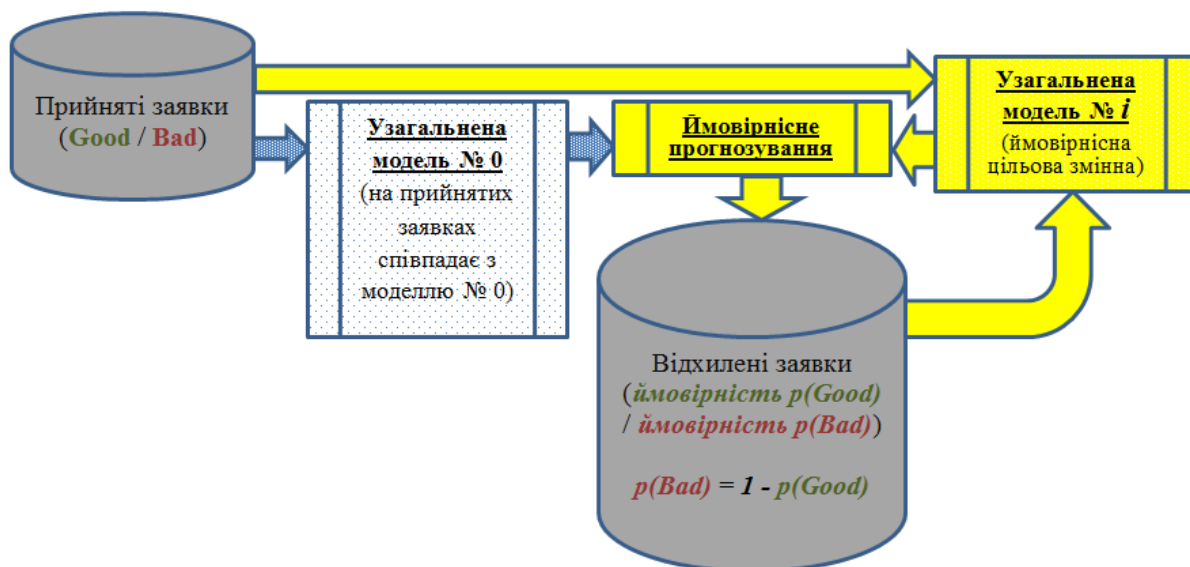 Прийняті заявки
(Good / Bad)
Узагальнена
модель № 0
(на прийнятих
заявках
співпадає з
моделлю № 0)
Ймовірнісне
прогнозування
Узагальнена
модель № i
(ймовірнісна
цільова змінна)
Відхилені заявки
(ймовірність p(Good)
/ ймовірність p(Bad))
p(Bad) = 1 - p(Good)